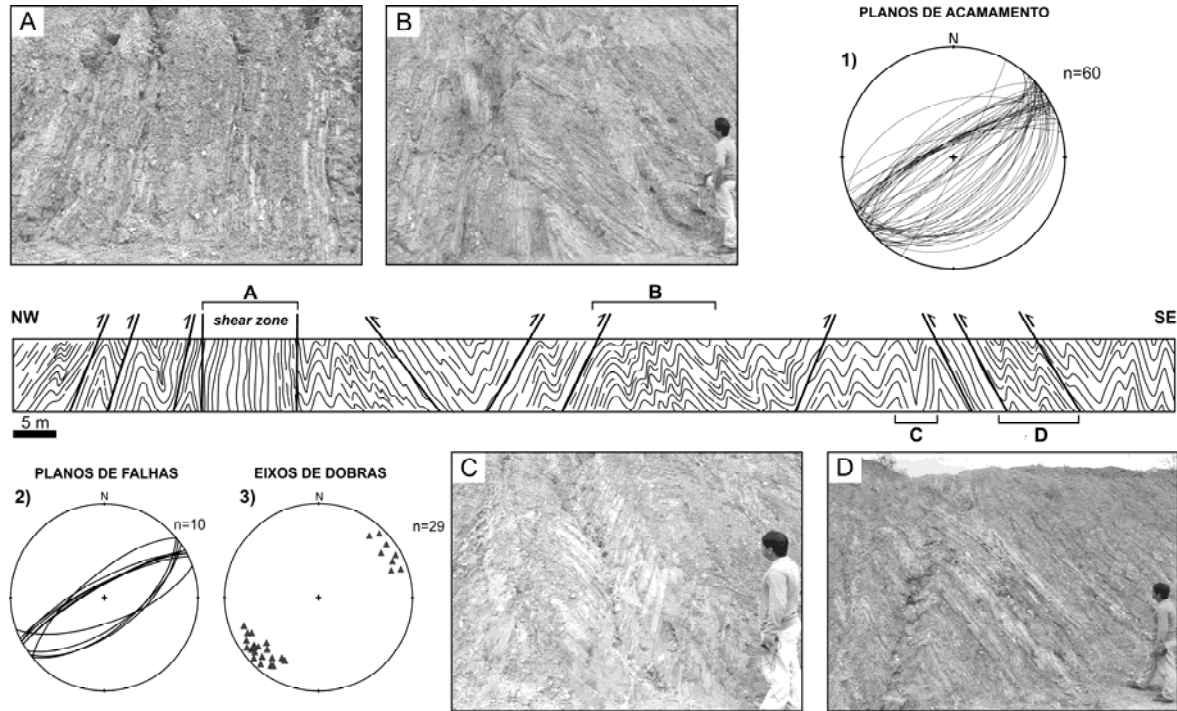 A
B
PLANOS DE ACAMAMENTO
1)
N
n=60
A
B
NW
shear zone
SE
5 m
C
D
PLANOS DE FALHAS
2)
N
n=10
EIXOS DE DOBRAS
3)
N
n=29
C
D